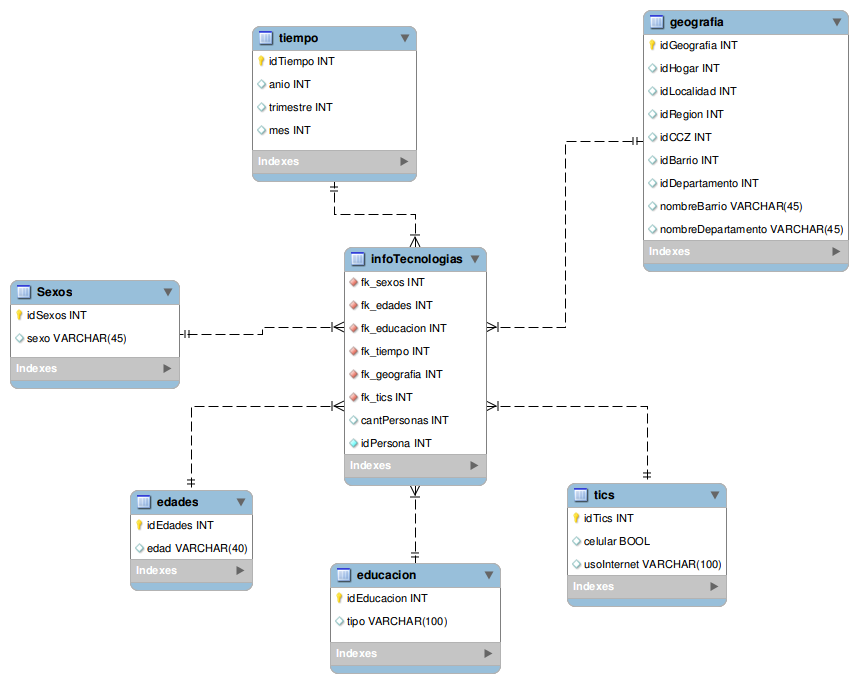 tiempo
idTiempo INT
anio INT
trimestre INT
mes INT
Indexes
geografia
idGeografia INT
idHogar INT
idLocalidad INT
idRegion INT
idCCZ INT
idBarrio INT
idDepartamento INT
nombreBarrio VARCHAR(45)
nombreDepartamento VARCHAR(45)
Indexes
infoTecnologias
fk_sexos INT
fk_edades INT
fk_educacion INT
fk_tiempo INT
fk_geografia INT
fk_tics INT
cantPersonas INT
idPersona INT
Indexes
Sexos
idSexos INT
sexo VARCHAR(45)
Indexes
edades
idEdades INT
edad VARCHAR(40)
Indexes
educacion
idEducacion INT
tipo VARCHAR(100)
Indexes
tics
idTics INT
celular BOOL
usoInternet VARCHAR(100)
Indexes